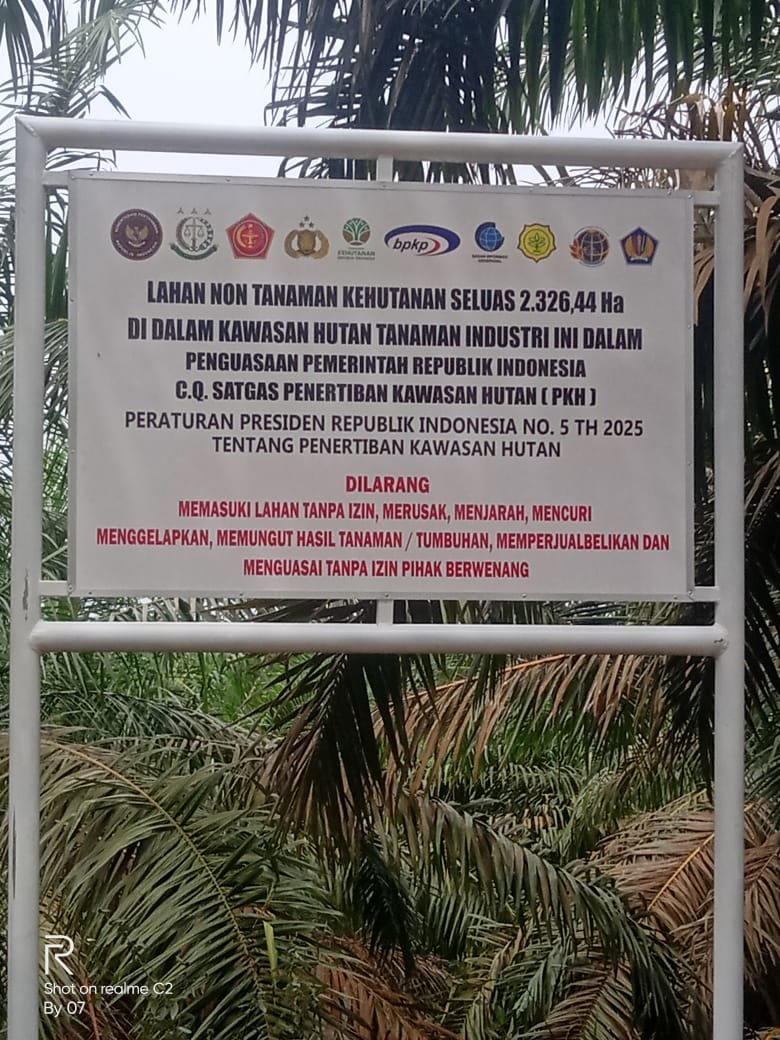 KEHUTANAN
bpkp
LAHAN NON TANAMAN KEHUTANAN SELUAS 2.326,44 Ha
DI DALAM KAWASAN HUTAN TANAMAN INDUSTRI INI DALAM
PENGUASAAN PEMERINTAH REPUBLIK INDONESIA
C.Q. SATGAS PENERTIBAN KAWASAN HUTAN ( PKH )
PERATURAN PRESIDEN REPUBLIK INDONESIA NO. 5 TH 2025
TENTANG PENERTIBAN KAWASAN HUTAN
DILARANG
MEMASUKI LAHAN TANPA IZIN, MERUSAK, MENJARAH, MENCURI
MENGGELAPKAN, MEMUNGUT HASIL TANAMAN / TUMBUHAN, MEMPERJUALBELIKAN DAN
MENGUASAI TANPA IZIN PIHAK BERWENANG
R
Shot on realme C2
By 07